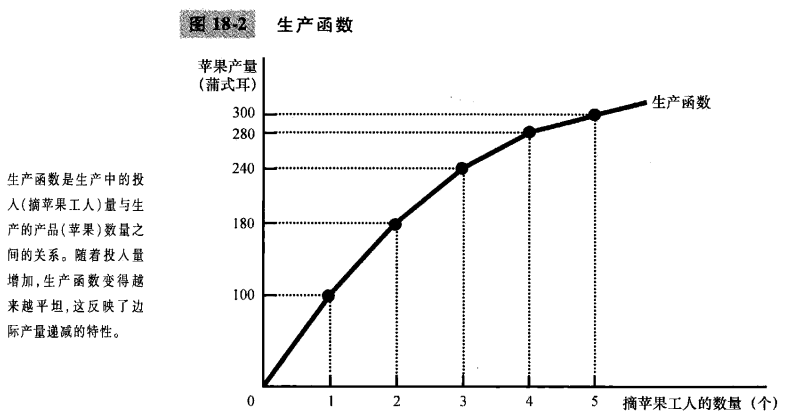 图 18-2 生产函数
苹果产量
(蒲式耳)
生产函数
300
280
240
180
100
0 1 2 3 4 5 摘苹果工人的数量（个）
生产函数是生产中的投
入(摘苹果工人)量与生
产的产品(苹果)数量之
间的关系。随着投入量
增加,生产函数变得越
来越平坦,这反映了边
际产量递减的特性。